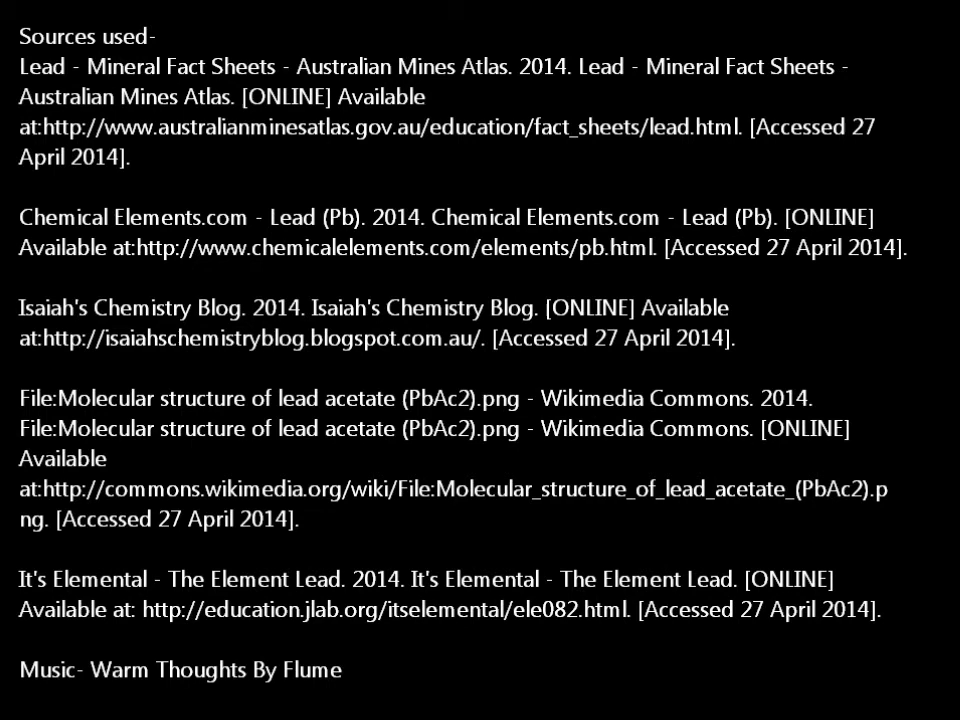 Sources used-
Lead - Mineral Fact Sheets - Australian Mines Atlas. 2014. Lead - Mineral Fact Sheets -
Australian Mines Atlas. [ONLINE] Available
at:http://www.australianminesatlas.gov.au/education/fact_sheets/lead.html. [Accessed 27
April 2014].
Chemical Elements.com - Lead (Pb). 2014. Chemical Elements.com - Lead (Pb). [ONLINE]
Available at:http://www.chemicalelements.com/elements/pb.html. [Accessed 27 April 2014].
Isaiah's Chemistry Blog. 2014. Isaiah's Chemistry Blog. [ONLINE] Available
at:http://isaiahschemistryblog.blogspot.com.au/. [Accessed 27 April 2014].
File:Molecular structure of lead acetate (PbAc2).png - Wikimedia Commons. 2014.
File:Molecular structure of lead acetate (PbAc2).png - Wikimedia Commons. [ONLINE]
Available
at:http://commons.wikimedia.org/wiki/File:Molecular_structure_of_lead_acetate_(PbAc2).p
ng. [Accessed 27 April 2014].
It's Elemental - The Element Lead. 2014. It's Elemental - The Element Lead. [ONLINE]
Available at: http://education.jlab.org/itselemental/ele082.html. [Accessed 27 April 2014].
Music- Warm Thoughts By Flume